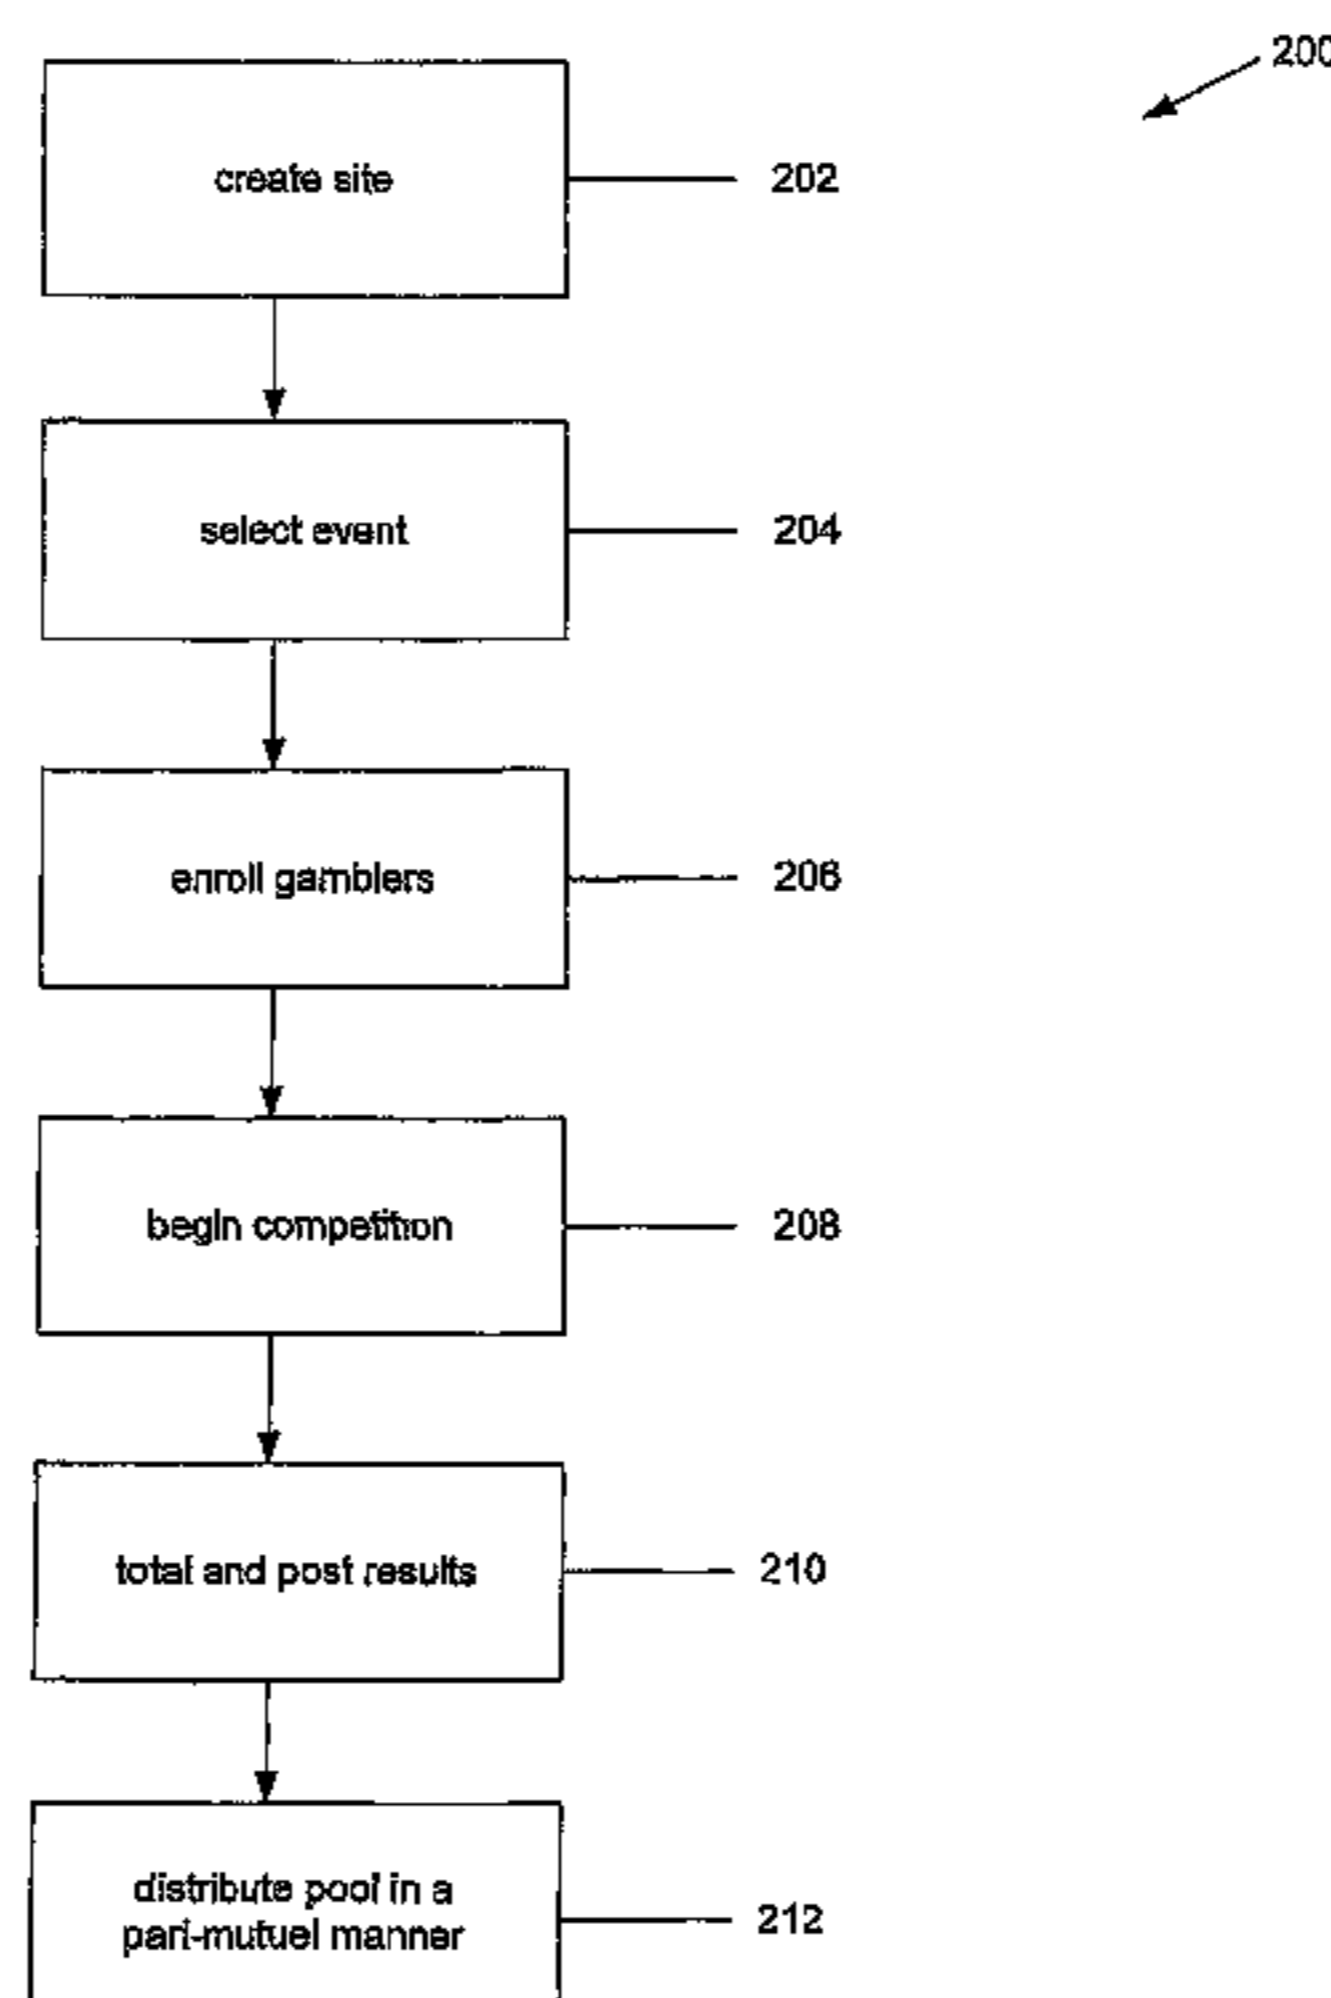 200
create site
202
select event
204
enroll gamblers
206
begin competition
208
total and post results
210
distribute pool in a
pari-mutuel manner
212